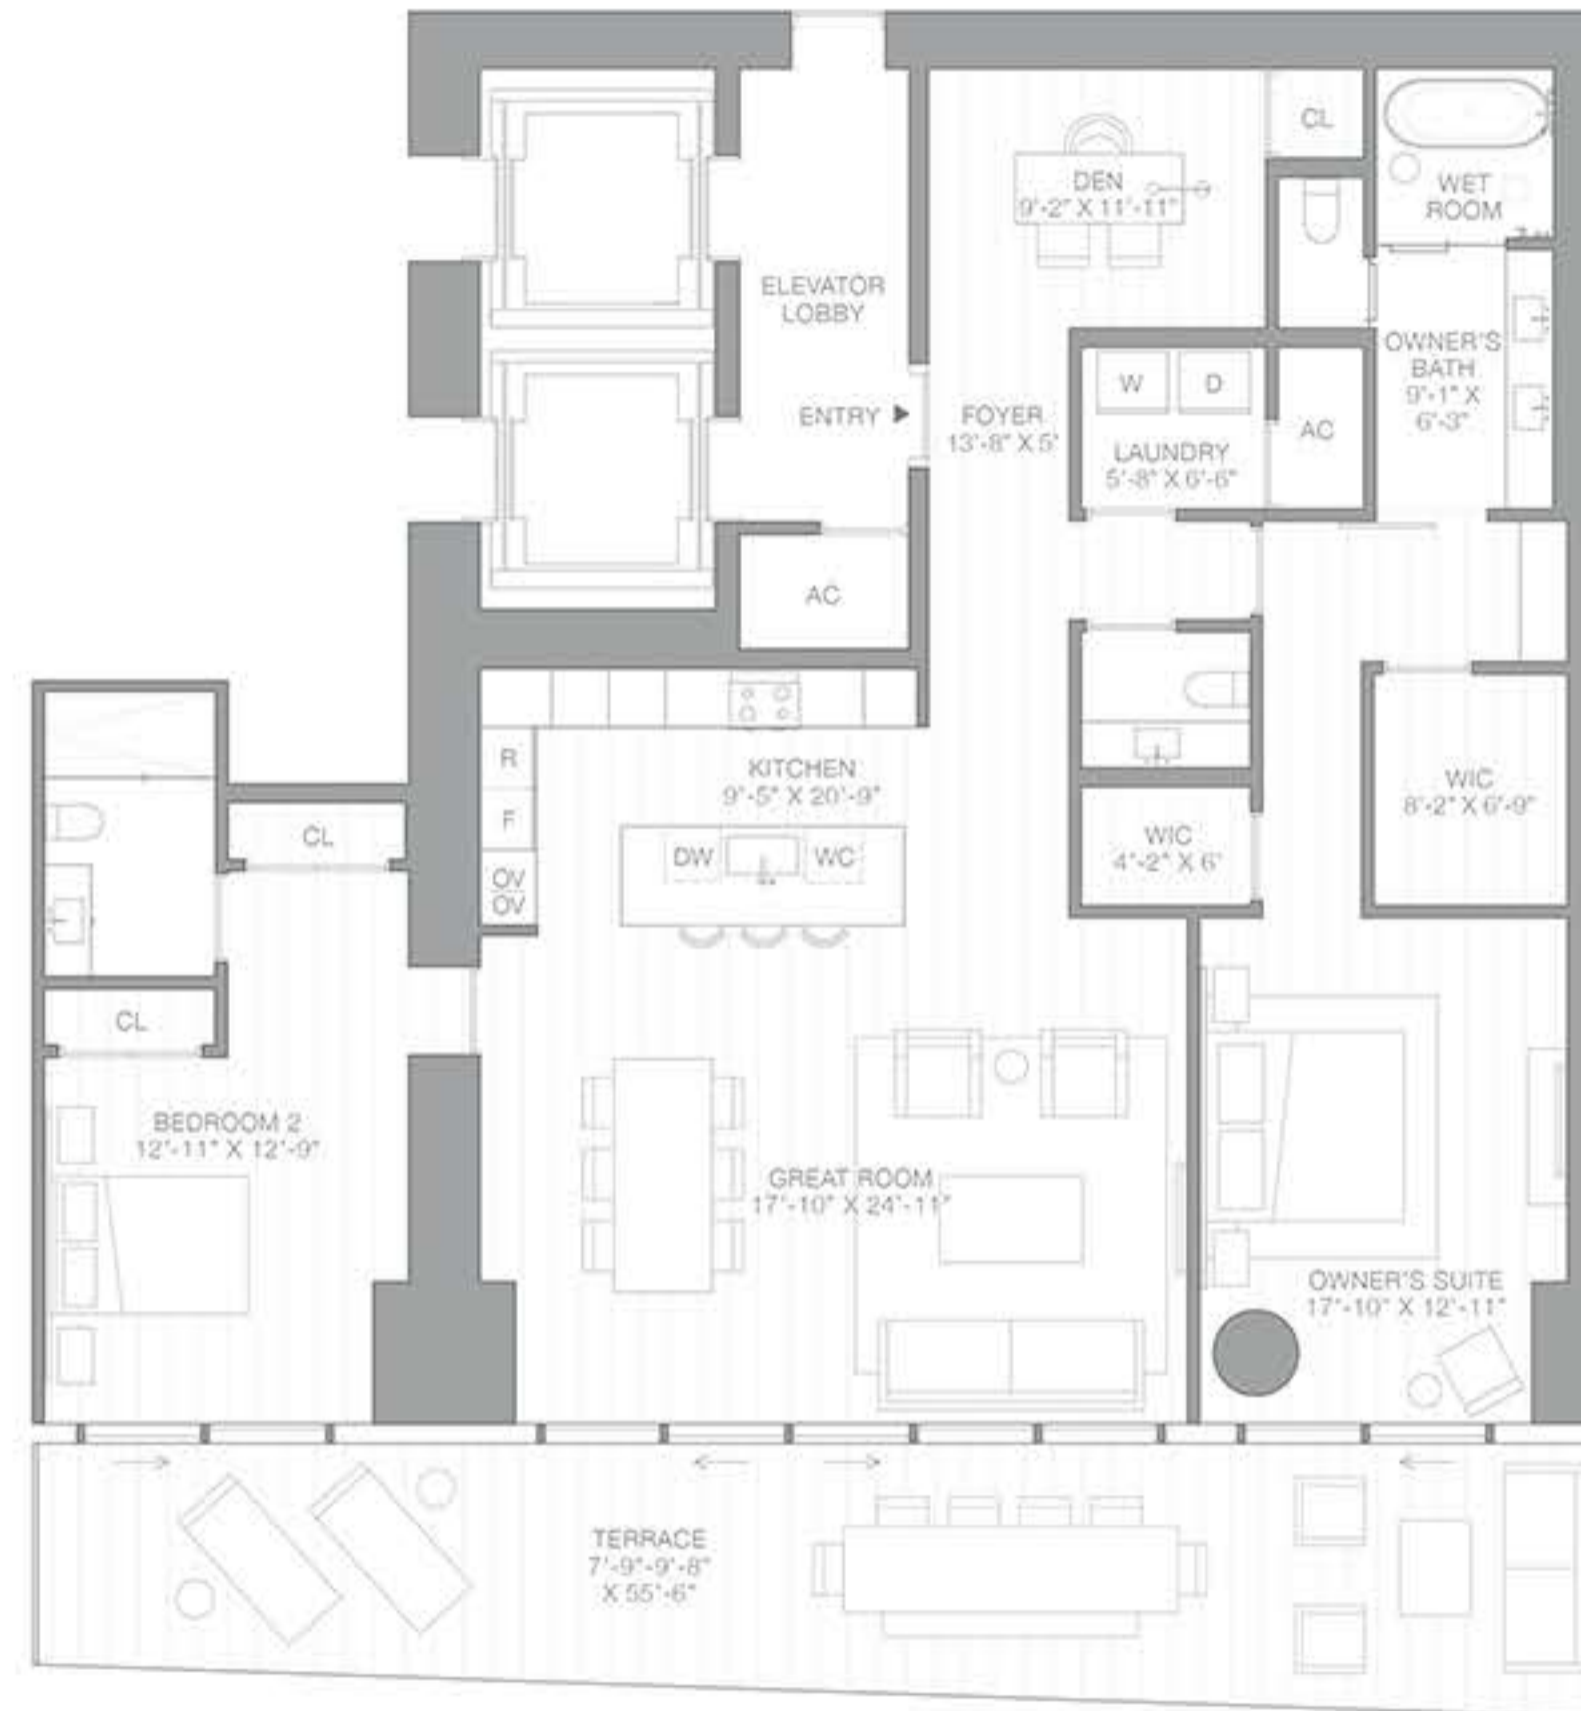 CL
DEN
9'-2" X 11'-11"
WET
ROOM
ELEVATOR
LOBBY
OWNER'S
BATH
9'-1" X
6'-3"
W
D
ENTRY
FOYER
13'-8" X 5'
AC
LAUNDRY
5'-8" X 6'-6"
AC
R
KITCHEN
9'-5" X 20'-9"
WIC
8'-2" X 6'-9"
F
CL
DW
WC
WIC
4'-2" X 6'
OV
OV
CL
BEDROOM 2
12'-11" X 12'-9"
GREAT ROOM
17'-10" X 24'-11"
OWNER'S SUITE
17'-10" X 12'-11"
TERRACE
7'-9"-9'-8"
X 55'-6"